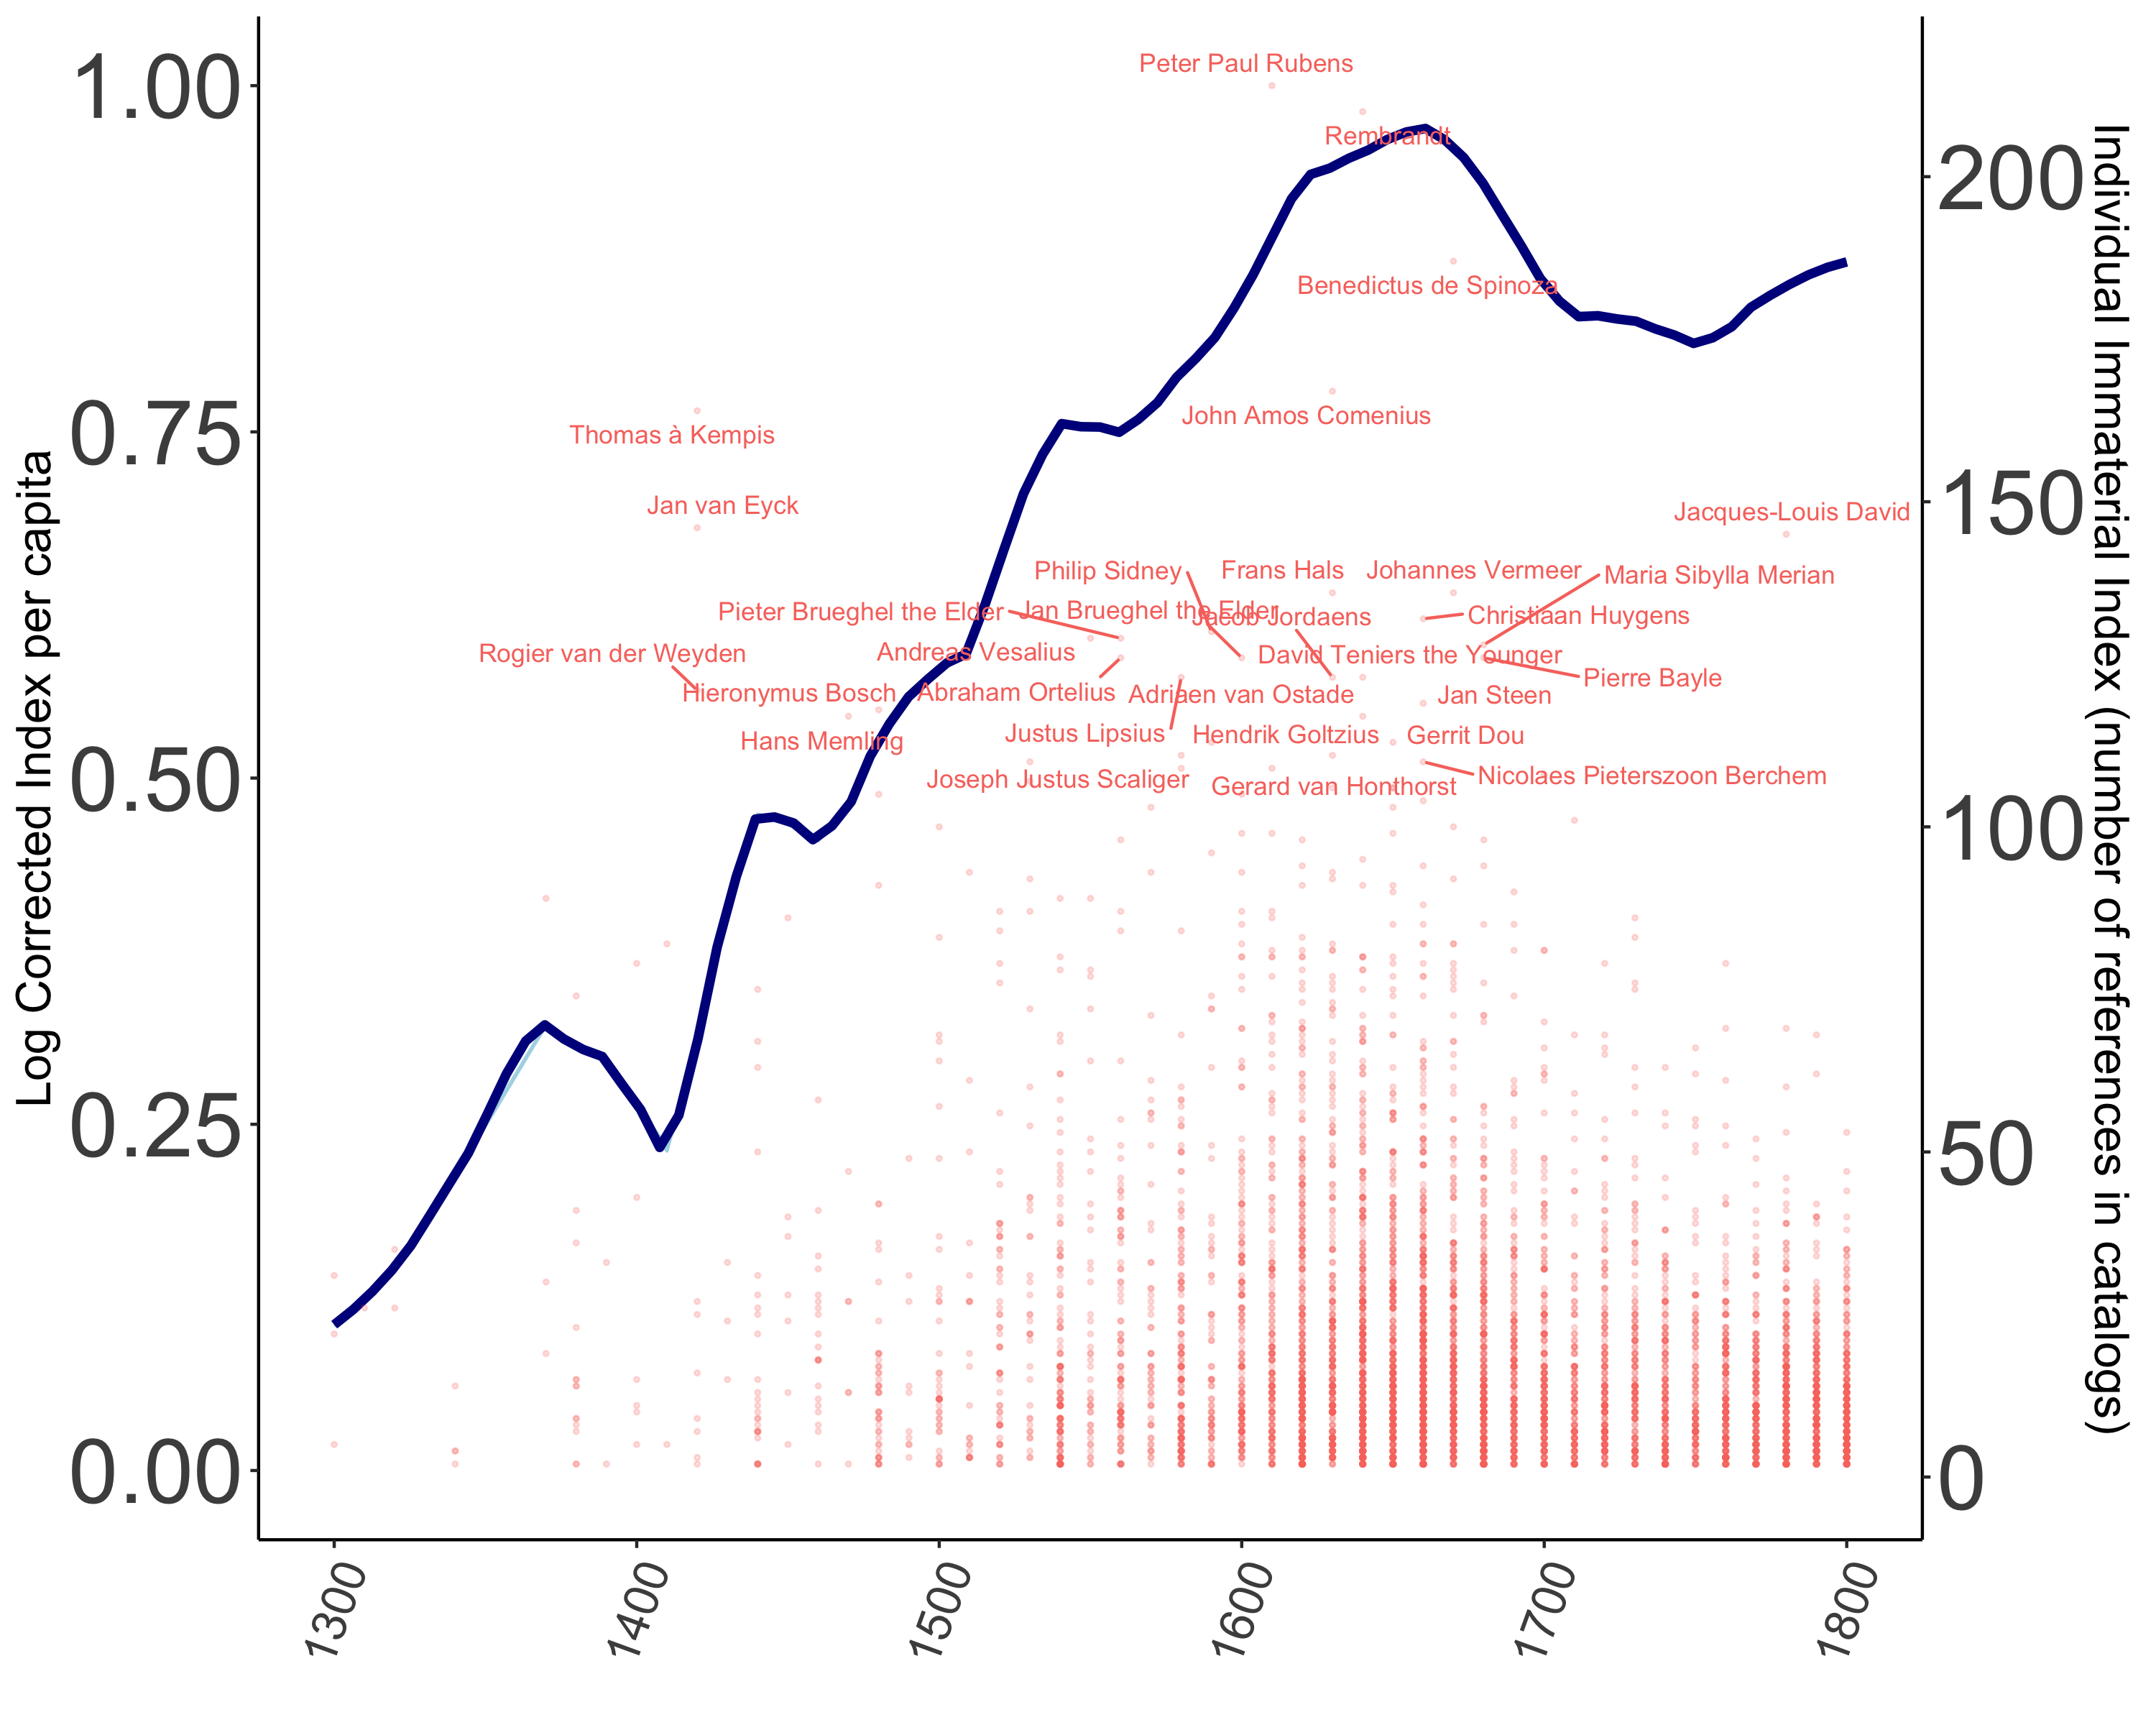 Log Corrected Index per capita
1.00
0.75
0.50
0.25
0.00
Peter Paul Rubens
Rembrandt
Benedictus de Spinoza
John Amos Comenius
Thomas à Kempis
Jan van Eyck
Jacques-Louis David
Philip Sidney
Frans Hals
Johannes Vermeer
Maria Sibylla Merian
Pieter Brueghel the Elder
Jan Brueghel the Elder
Jacob Jordaens
Christiaan Huygens
Rogier van der Weyden
Andreas Vesalius
David Teniers the Younger
Pierre Bayle
Hieronymus Bosch
Abraham Ortelius
Adriaen van Ostade
Jan Steen
Hans Memling
Justus Lipsius
Hendrik Goltzius
Gerrit Dou
Joseph Justus Scaliger
Gerard van Honthorst
Nicolaes Pieterszoon Berchem
200
150
100
50
0
Individual Immaterial Index (number of references in catalogs)
1300
1400
1500
1600
1700
1800